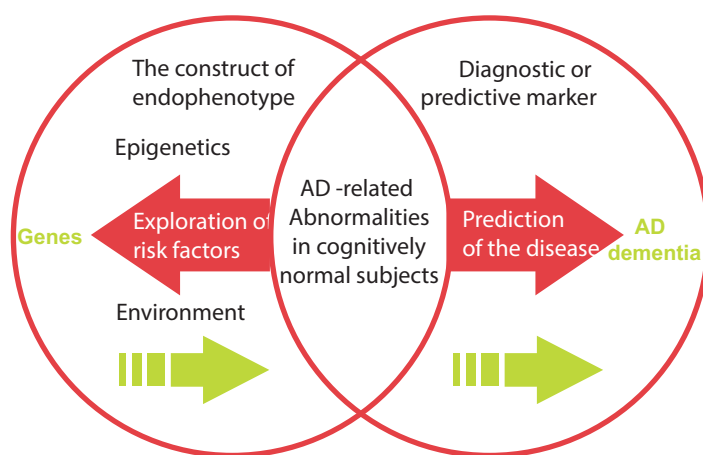 The construct of
endophenotype
Diagnostic or
predictive marker
Epigenetics
Genes
Exploration of
risk factors
AD -related
Abnormalities
in cognitively
normal subjects
Prediction
of the disease
AD
dementia
Environment